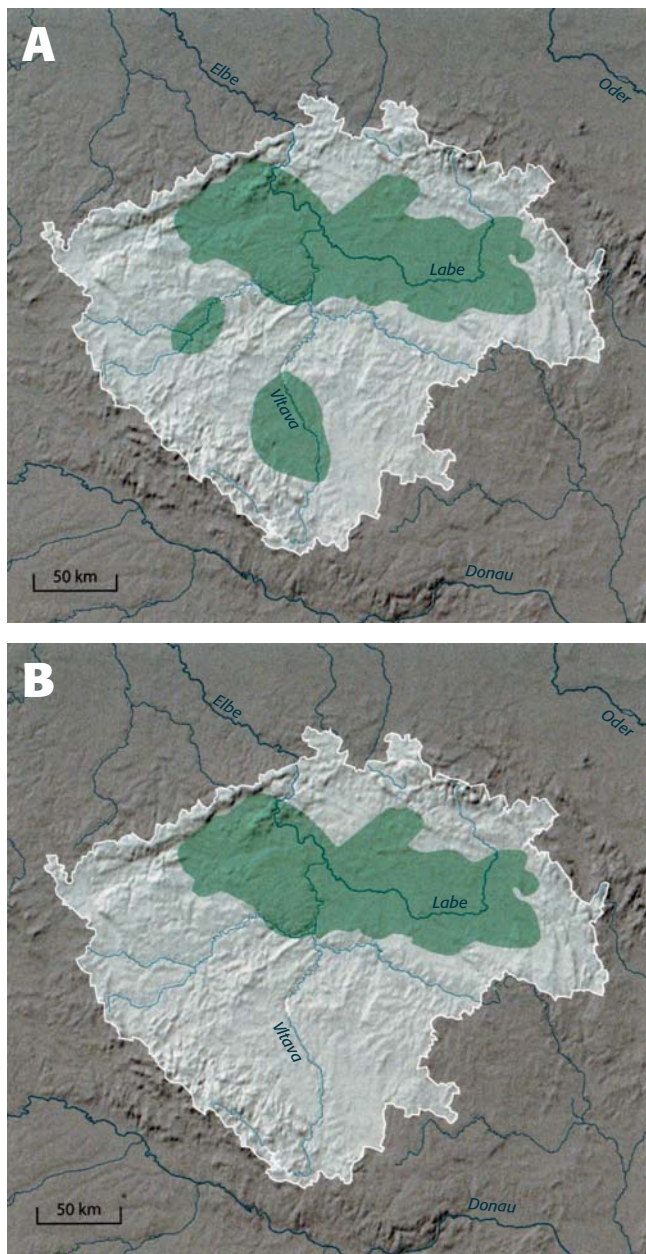 A
Elbe
Oder
Labe
Vltava
Donau
50 km
B
Elbe
Oder
Labe
Vltava
Donau
50 km